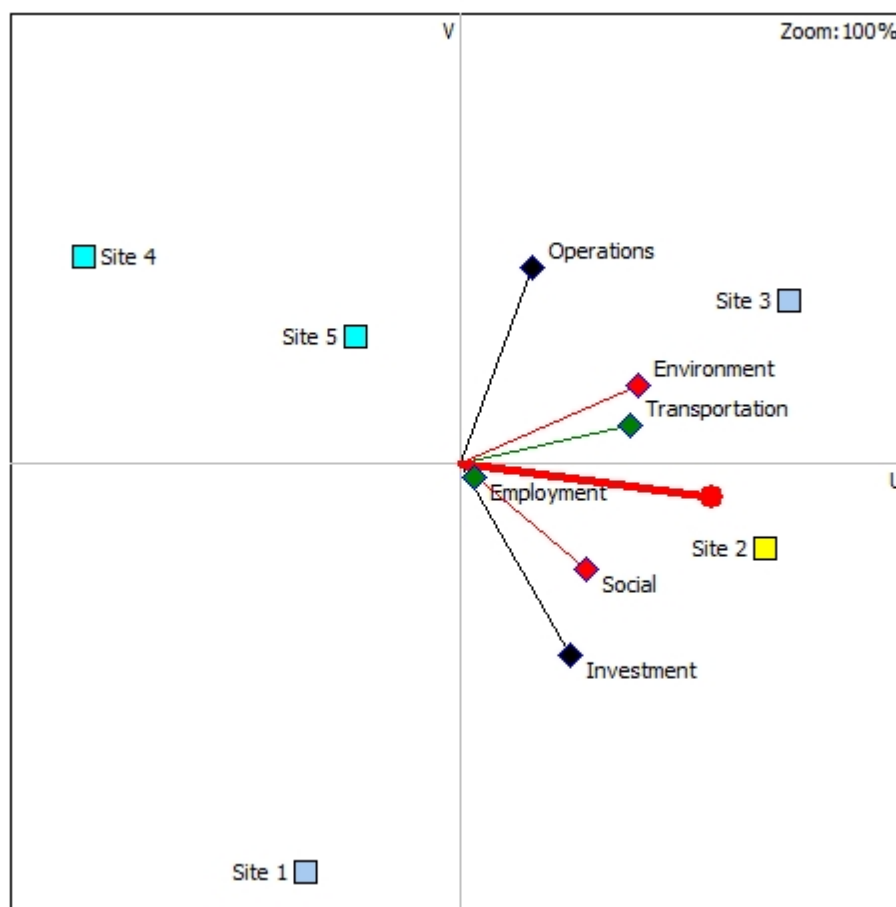 V
Zoom:100%
Operations
Site 4
Site 3
Site 5
Environment
Transportation
U
Employment
Site 2
Social
Investment
Site 1